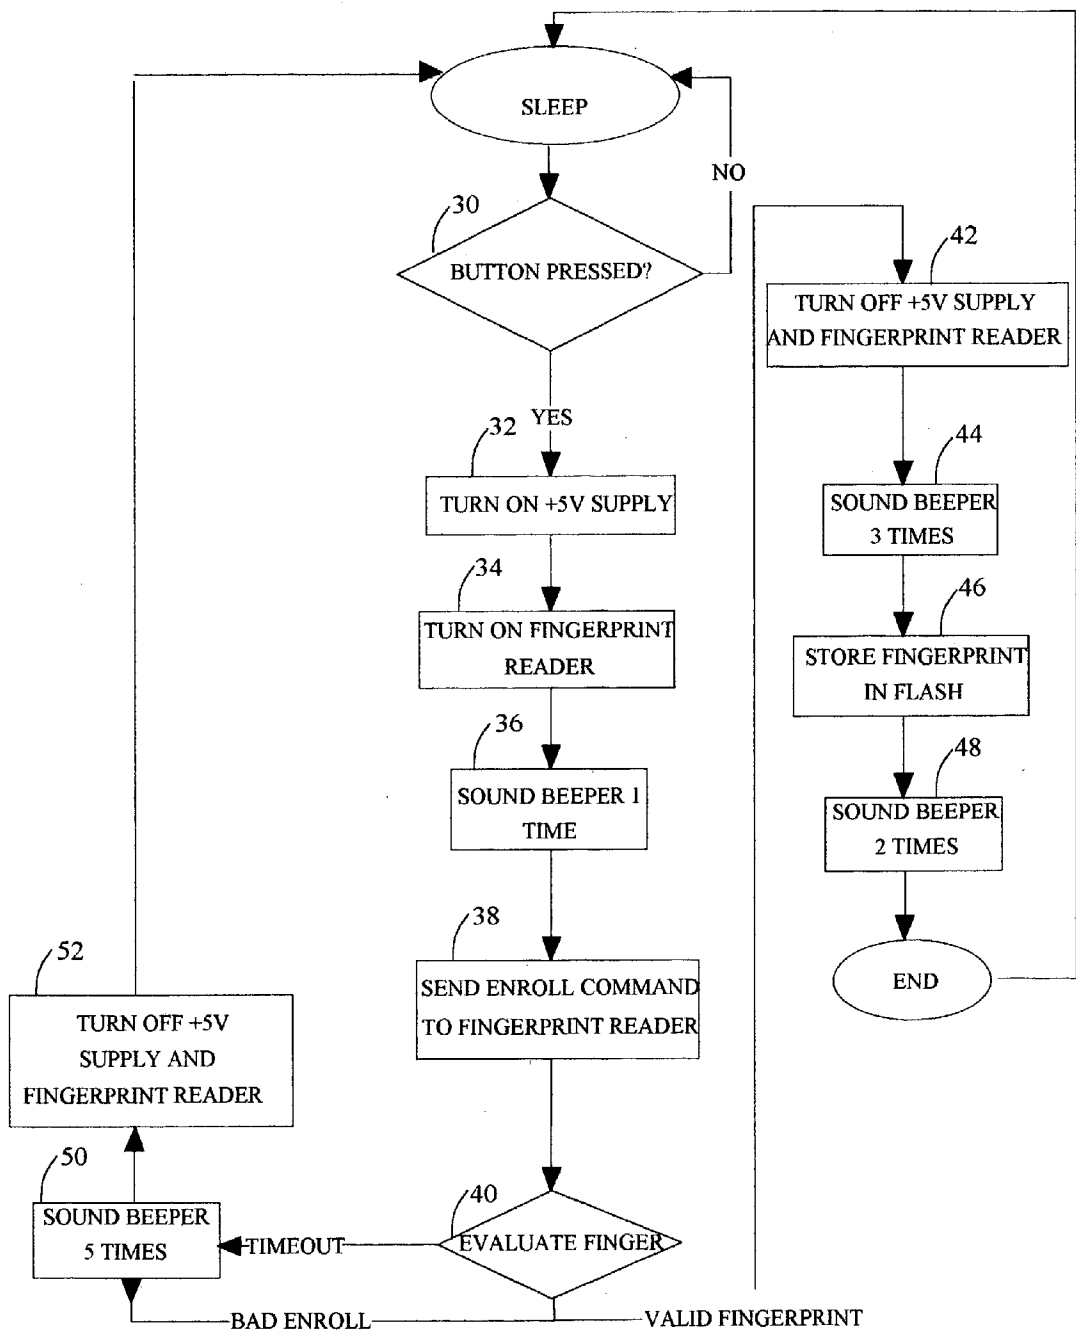 SLEEP
NO
30
BUTTON PRESSED?
YES
32
TURN ON +5V SUPPLY
34
TURN ON FINGERPRINT
READER
36
SOUND BEEPER 1
TIME
38
SEND ENROLL COMMAND
TO FINGERPRINT READER
40
EVALUATE FINGER
TIMEOUT
BAD ENROLL
VALID FINGERPRINT
50
SOUND BEEPER
5 TIMES
52
TURN OFF +5V
SUPPLY AND
FINGERPRINT READER
42
TURN OFF +5V SUPPLY
AND FINGERPRINT READER
44
SOUND BEEPER
3 TIMES
46
STORE FINGERPRINT
IN FLASH
48
SOUND BEEPER
2 TIMES
END